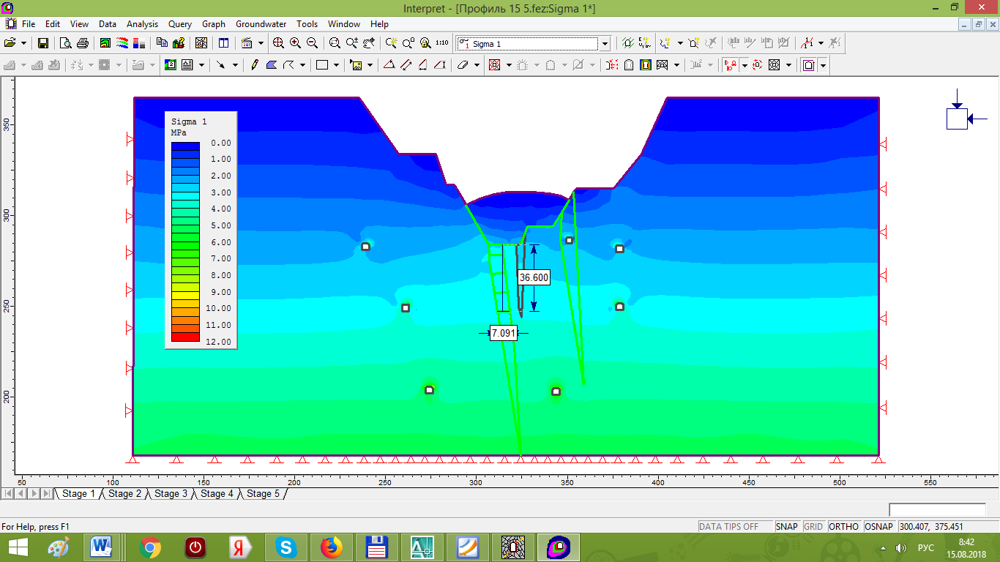 Interpret - [Профиль 15 5.fez:Sigma 1*]
File Edit View Data Analysis Query Graph Groundwater Tools Window Help
1:10
σ1 Sigma 1
350
300
250
200
Sigma 1
MPa
0.00
1.00
2.00
3.00
4.00
5.00
6.00
7.00
8.00
9.00
10.00
11.00
12.00
36.600
7.091
50 100 150 200 250 300 350 400 450 500 550
Stage 1 Stage 2 Stage 3 Stage 4 Stage 5
For Help, press F1
DATA TIPS OFF SNAP GRID ORTHO OSNAP 300.407, 375.451
РУС
8:42
15.08.2018